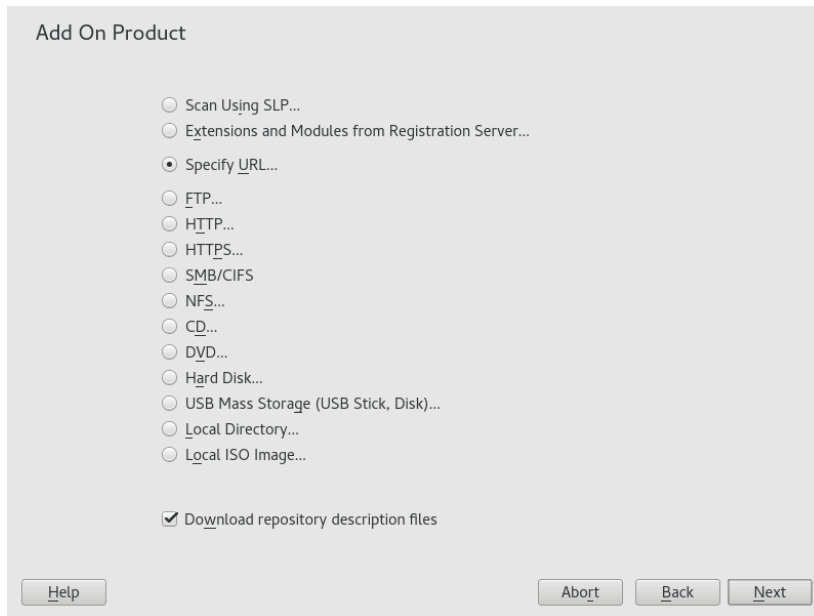 Add On Product
Scan Using SLP...
Extensions and Modules from Registration Server...
Specify URL...
FTP...
HTTP...
HTTPS...
SMB/CIFS
NFS...
CD...
DVD...
Hard Disk...
USB Mass Storage (USB Stick, Disk)...
Local Directory...
Local ISO Image...
Download repository description files
Help Abort Back Next